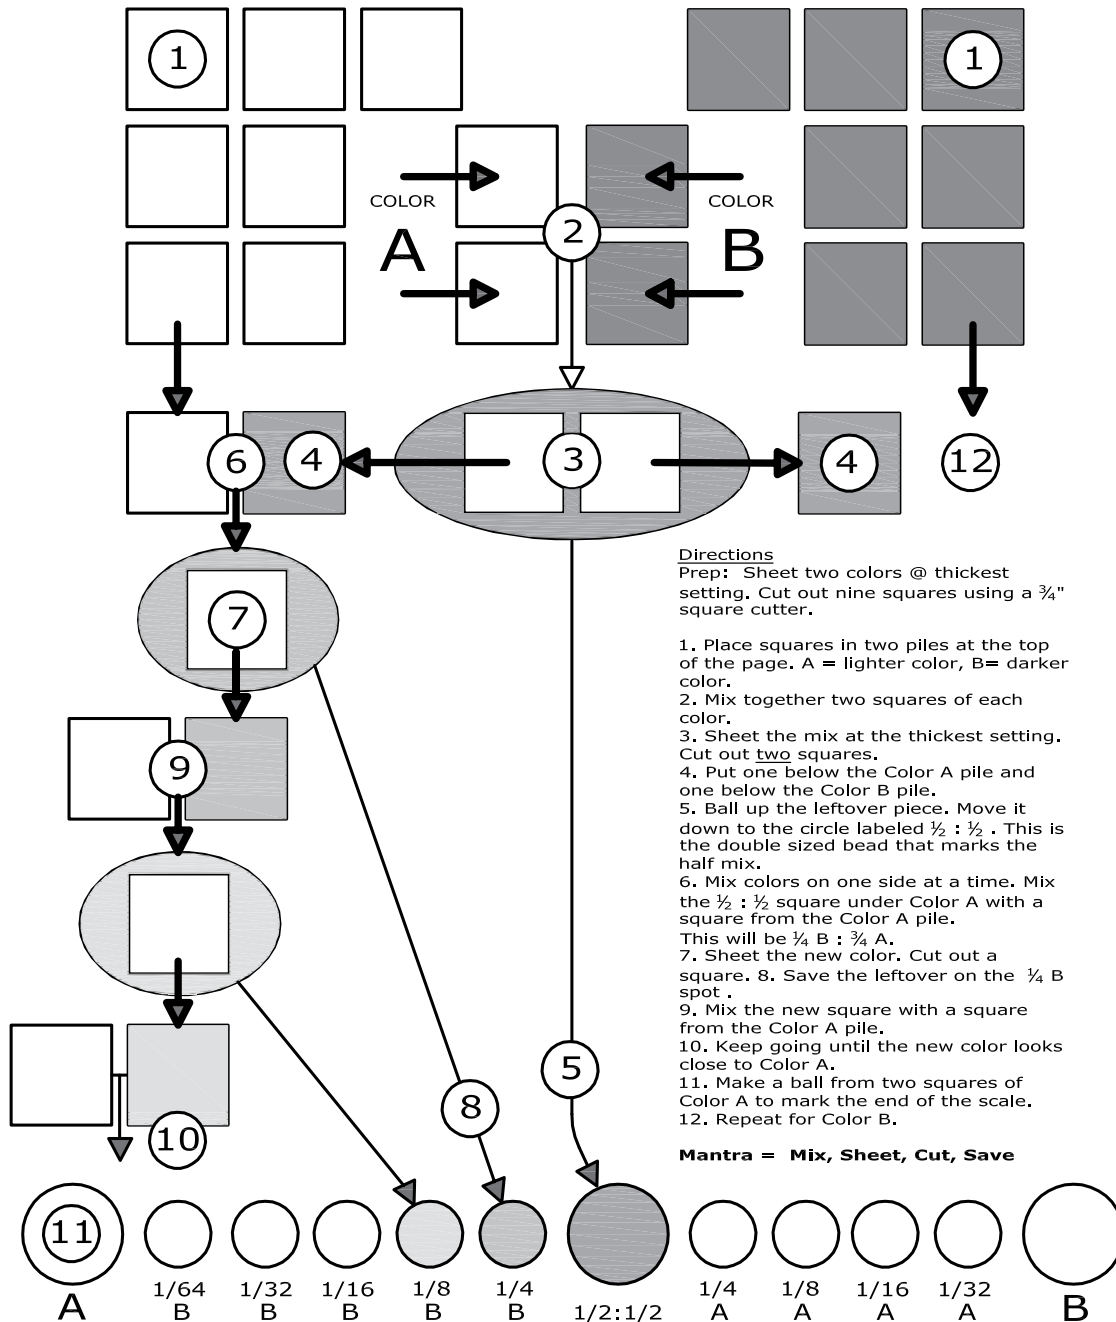 1
1
COLOR
A
COLOR
B
2
6
4
3
4
12
7
9
10
5
8
Directions
Prep: Sheet two colors @ thickest
setting. Cut out nine squares using a ¾"
square cutter.
1. Place squares in two piles at the top
of the page. A = lighter color, B= darker
color.
2. Mix together two squares of each
color.
3. Sheet the mix at the thickest setting.
Cut out two squares.
4. Put one below the Color A pile and
one below the Color B pile.
5. Ball up the leftover piece. Move it
down to the circle labeled ½ : ½ . This is
the double sized bead that marks the
half mix.
6. Mix colors on one side at a time. Mix
the ½ : ½ square under Color A with a
square from the Color A pile.
This will be ¼ B : ¾ A.
7. Sheet the new color. Cut out a
square. 8. Save the leftover on the ¼ B
spot .
9. Mix the new square with a square
from the Color A pile.
10. Keep going until the new color looks
close to Color A.
11. Make a ball from two squares of
Color A to mark the end of the scale.
12. Repeat for Color B.
Mantra = Mix, Sheet, Cut, Save
11
A
1/64
B
1/32
B
1/16
B
1/8
B
1/4
B
1/2:1/2
1/4
A
1/8
A
1/16
A
1/32
A
B